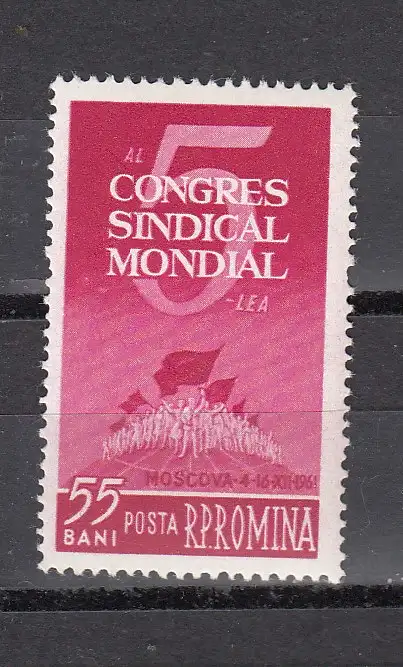 AL 5
CONGRES
SINDICAL
MONDIAL
-LEA
MOSCOVA-4-16-XII-1961
55
BANI
POSTA R.P.ROMINA